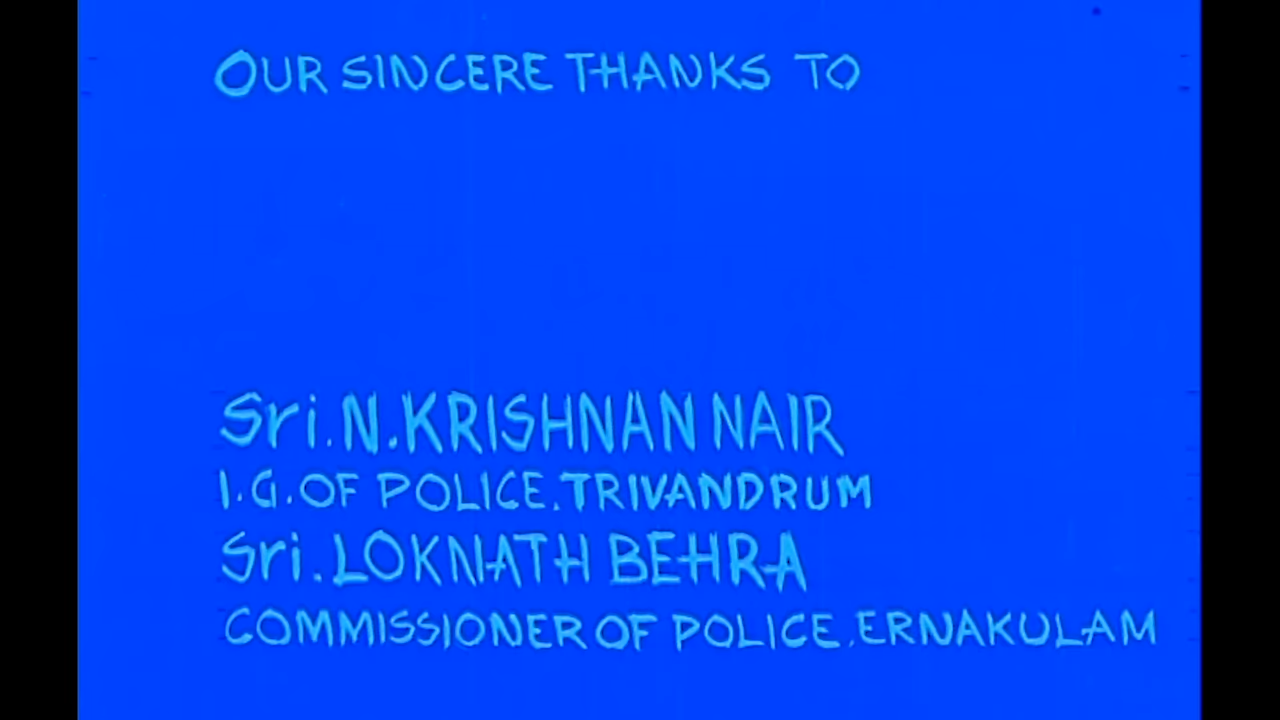 OUR SINCERE THANKS TO
Sri.N.KRISHNAN NAIR
I.G.OF POLICE.TRIVANDRUM
Sri.LOKNATH BEHRA
COMMISSIONER OF POLICE.ERNAKULAM